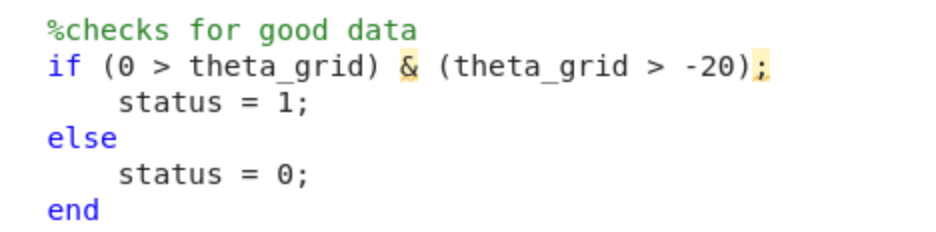 %checks for good data
if (0 > theta_grid) & (theta_grid > -20);
    status = 1;
else
    status = 0;
end